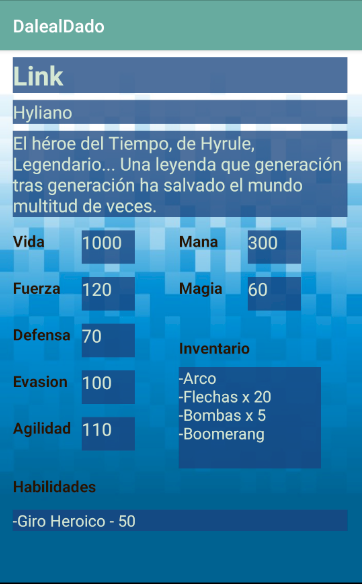 DalealDado
Link
Hyliano
El héroe del Tiempo, de Hyrule,
Legendario... Una leyenda que generación
tras generación ha salvado el mundo
multitud de veces.
Vida 1000 Mana 300
Fuerza 120 Magia 60
Defensa 70
Inventario
Evasion 100
-Arco
-Flechas x 20
-Bombas x 5
-Boomerang
Agilidad 110
Habilidades
-Giro Heroico - 50